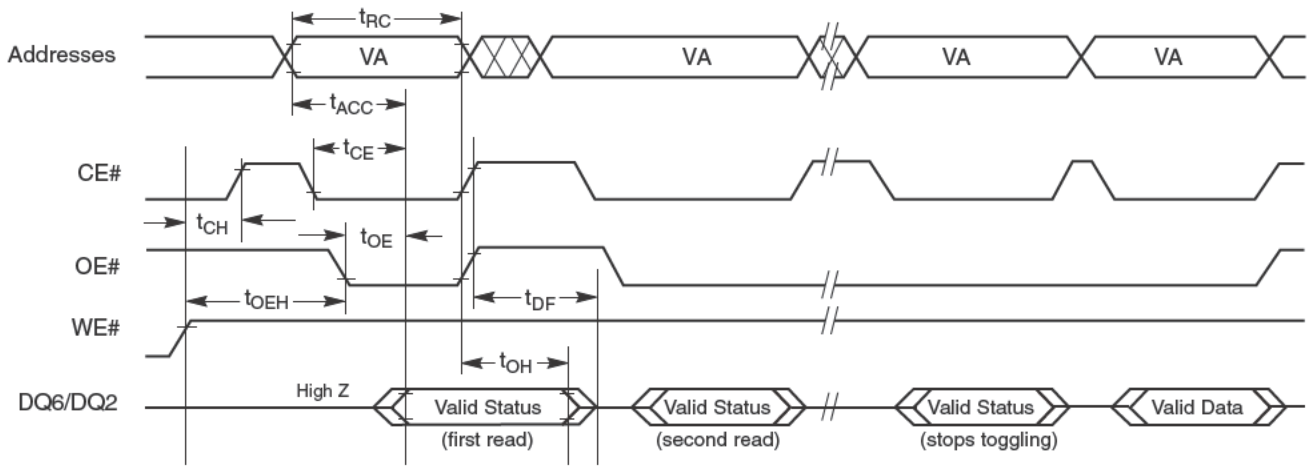 tRC
Addresses VA VA VA VA
tACC
tCE
CE#
tCH
tOE
OE#
tOEH
tDF
WE#
tOH
DQ6/DQ2 High Z Valid Status Valid Status Valid Status Valid Data
(first read) (second read) (stops toggling)